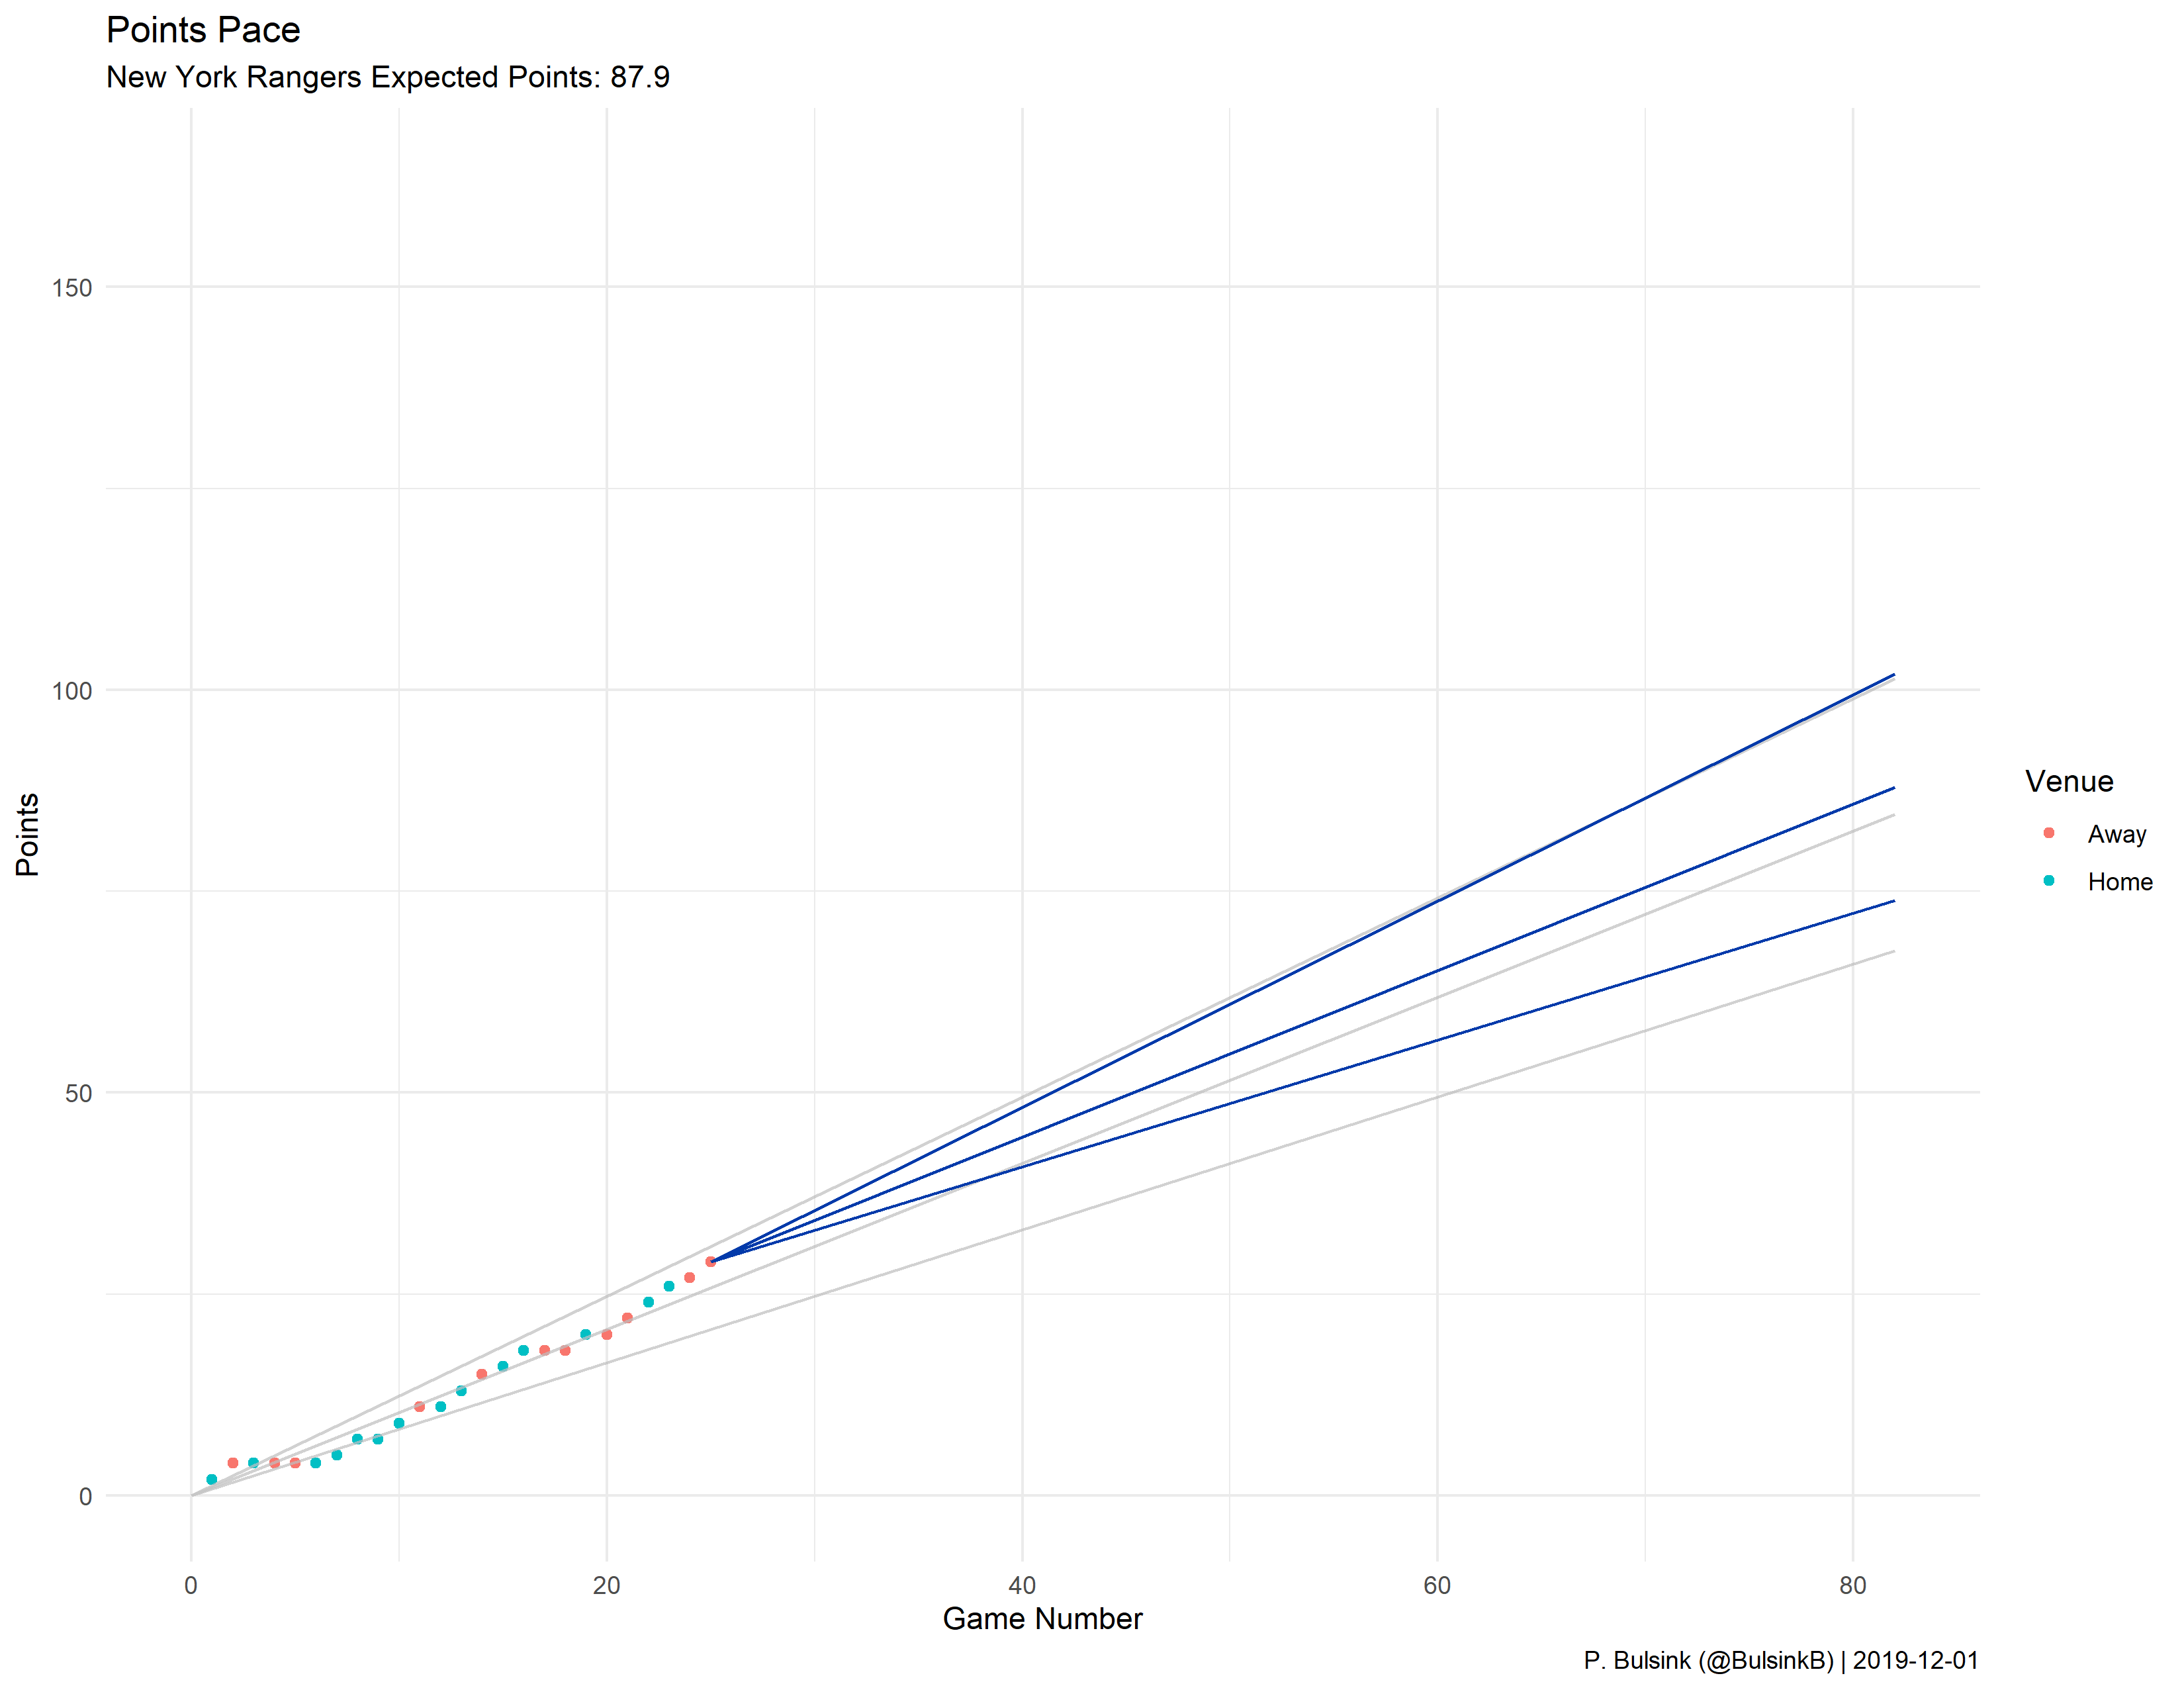 Points Pace
New York Rangers Expected Points: 87.9
150
100
50
0
Points
0 20 40 60 80
Game Number
Venue
Away
Home
P. Bulsink (@BulsinkB) | 2019-12-01